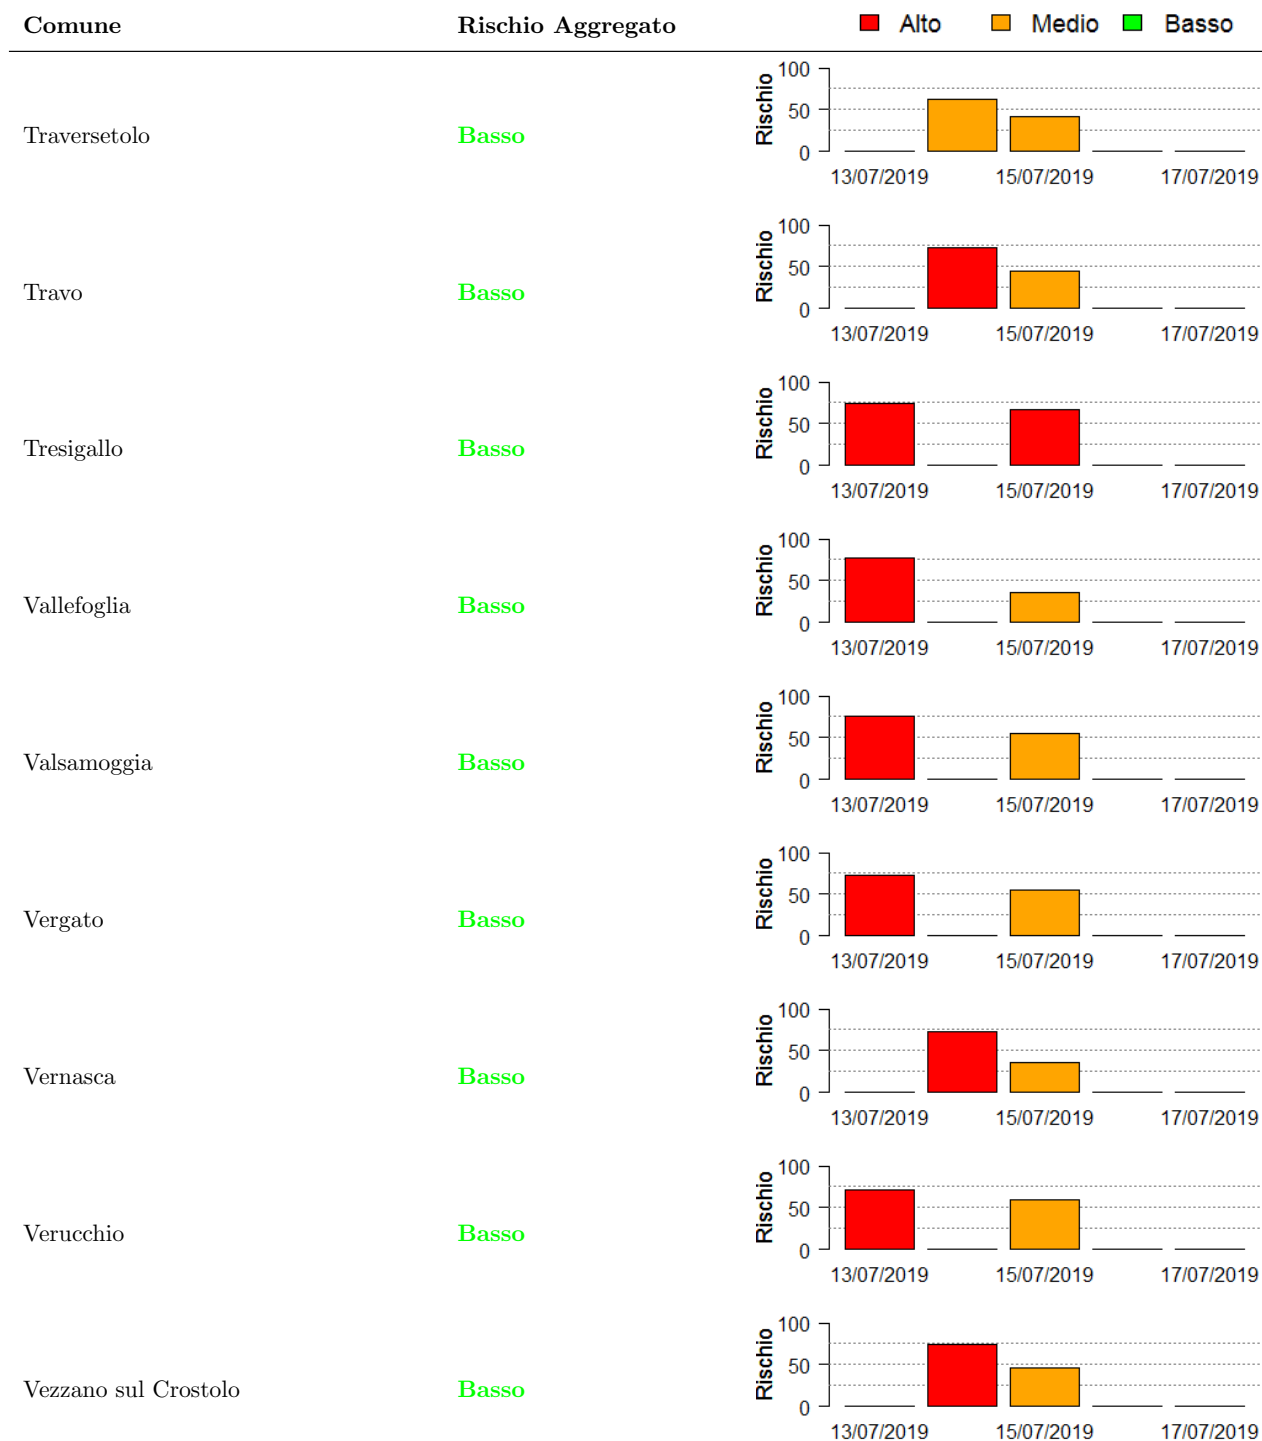 Comune Rischio Aggregato Alto Medio Basso
Traversetolo Basso
Rischio
100
50
0
13/07/2019 15/07/2019 17/07/2019
Travo Basso
Rischio
100
50
0
13/07/2019 15/07/2019 17/07/2019
Tresigallo Basso
Rischio
100
50
0
13/07/2019 15/07/2019 17/07/2019
Vallefoglia Basso
Rischio
100
50
0
13/07/2019 15/07/2019 17/07/2019
Valsamoggia Basso
Rischio
100
50
0
13/07/2019 15/07/2019 17/07/2019
Vergato Basso
Rischio
100
50
0
13/07/2019 15/07/2019 17/07/2019
Vernasca Basso
Rischio
100
50
0
13/07/2019 15/07/2019 17/07/2019
Verucchio Basso
Rischio
100
50
0
13/07/2019 15/07/2019 17/07/2019
Vezzano sul Crostolo Basso
Rischio
100
50
0
13/07/2019 15/07/2019 17/07/2019